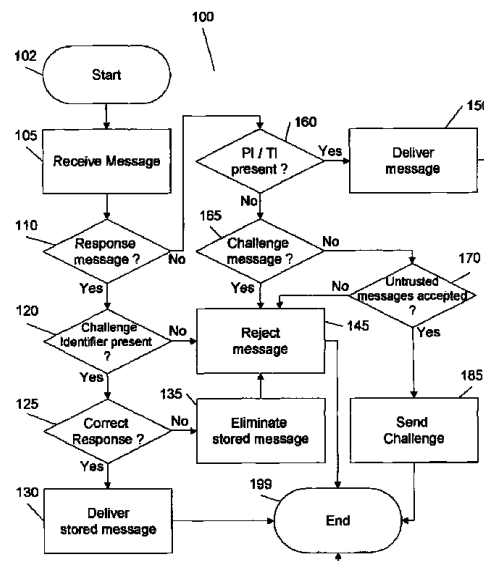 100
102
Start
105
Receive Message
110
Response
message ?
No
Yes
120
Challenge
Identifier present
?
No
Yes
125
Correct
Response ?
No
Yes
130
Deliver
stored message
135
Eliminate
stored message
160
PI / TI
present ?
Yes
No
150
Deliver
message
165
Challenge
message ?
No
Yes
145
Reject
message
170
Untrusted
messages accepted
?
No
Yes
185
Send
Challenge
199
End